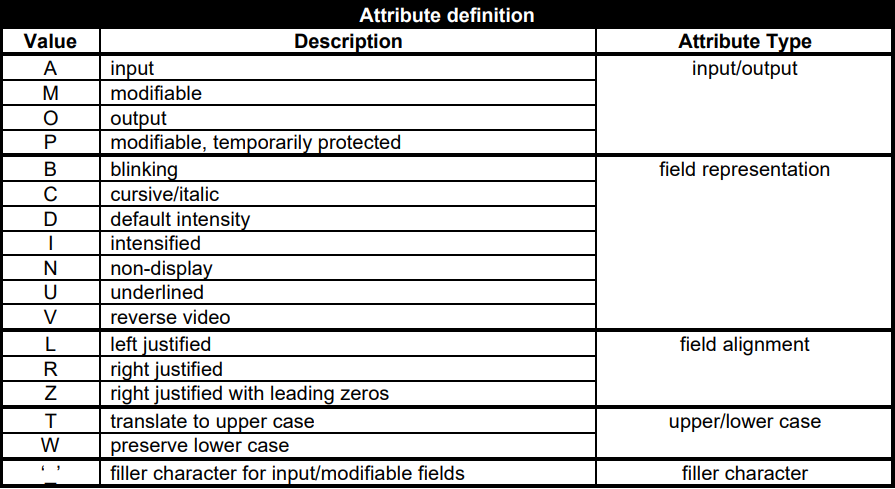 Attribute definition
Value Description Attribute Type
A input input/output
M modifiable
O output
P modifiable, temporarily protected
B blinking field representation
C cursive/italic
D default intensity
I intensified
N non-display
U underlined
V reverse video
L left justified field alignment
R right justified
Z right justified with leading zeros
T translate to upper case upper/lower case
W preserve lower case
‘_’ filler character for input/modifiable fields filler character